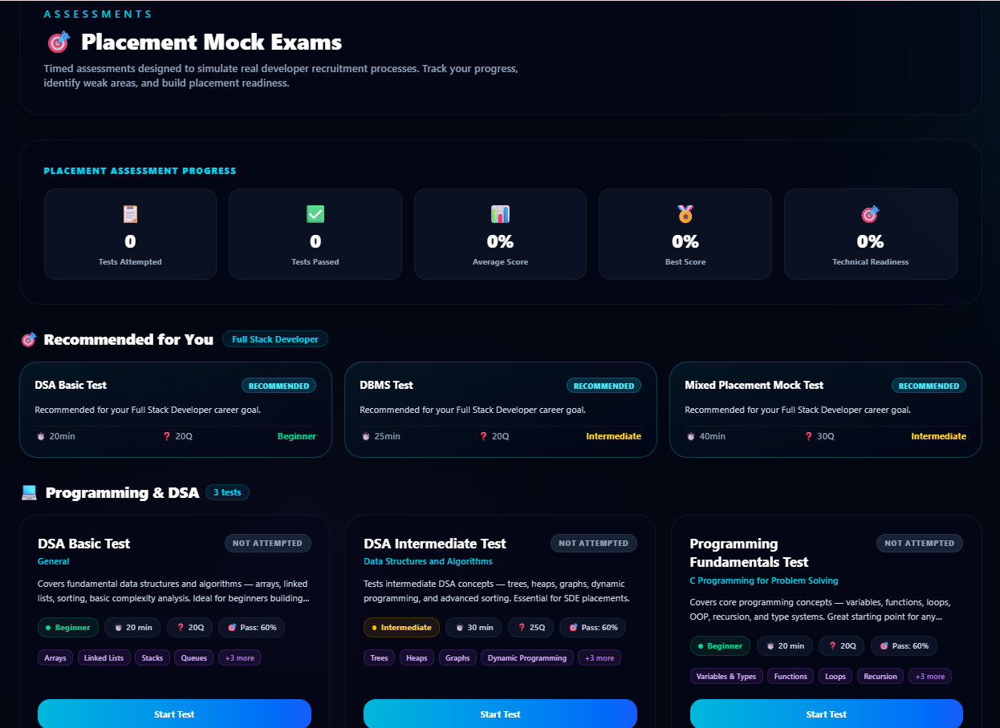 ASSESSMENTS
Placement Mock Exams
Timed assessments designed to simulate real developer recruitment processes. Track your progress,
identify weak areas, and build placement readiness.
PLACEMENT ASSESSMENT PROGRESS
0
Tests Attempted
0
Tests Passed
0%
Average Score
0%
Best Score
0%
Technical Readiness
Recommended for You
Full Stack Developer
DSA Basic Test
RECOMMENDED
Recommended for your Full Stack Developer career goal.
20min
20Q
Beginner
DBMS Test
RECOMMENDED
Recommended for your Full Stack Developer career goal.
25min
20Q
Intermediate
Mixed Placement Mock Test
RECOMMENDED
Recommended for your Full Stack Developer career goal.
40min
30Q
Intermediate
Programming & DSA
3 tests
DSA Basic Test
NOT ATTEMPTED
General
Covers fundamental data structures and algorithms — arrays, linked
lists, sorting, basic complexity analysis. Ideal for beginners building...
Beginner
20 min
20Q
Pass: 60%
Arrays
Linked Lists
Stacks
Queues
+3 more
Start Test
DSA Intermediate Test
NOT ATTEMPTED
Data Structures and Algorithms
Tests intermediate DSA concepts — trees, heaps, graphs, dynamic
programming, and advanced sorting. Essential for SDE placements.
Intermediate
30 min
25Q
Pass: 60%
Trees
Heaps
Graphs
Dynamic Programming
+3 more
Start Test
Programming
Fundamentals Test
NOT ATTEMPTED
C Programming for Problem Solving
Covers core programming concepts — variables, functions, loops,
OOP, recursion, and type systems. Great starting point for any...
Beginner
20 min
20Q
Pass: 60%
Variables & Types
Functions
Loops
Recursion
+3 more
Start Test